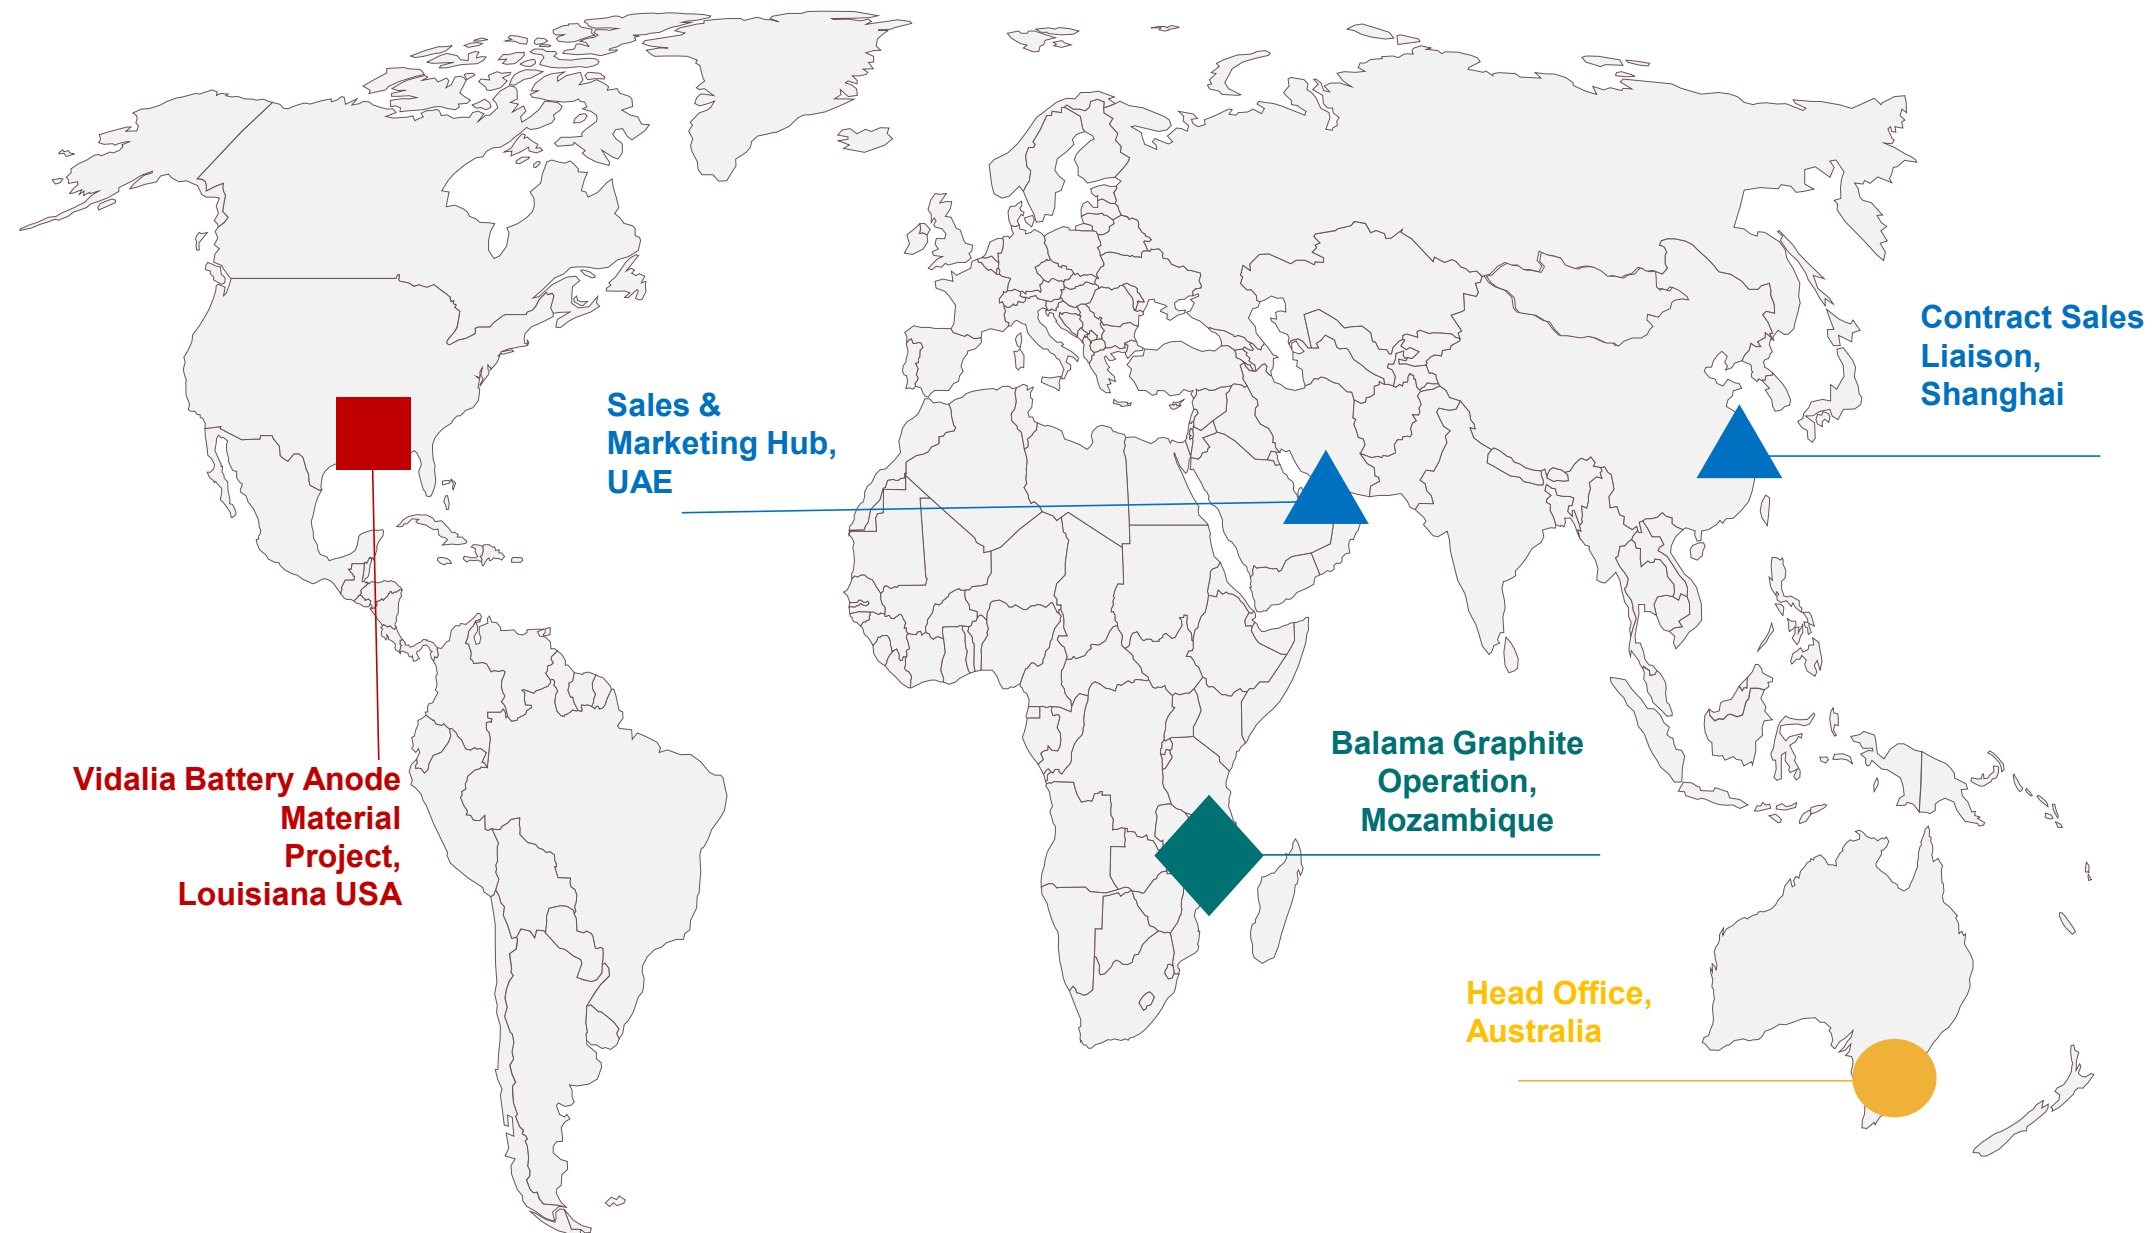 Contract Sales
Liaison,
Shanghai
Sales &
Marketing Hub,
UAE
Balama Graphite
Operation,
Mozambique
Vidalia Battery Anode
Material
Project,
Louisiana USA
Head Office,
Australia